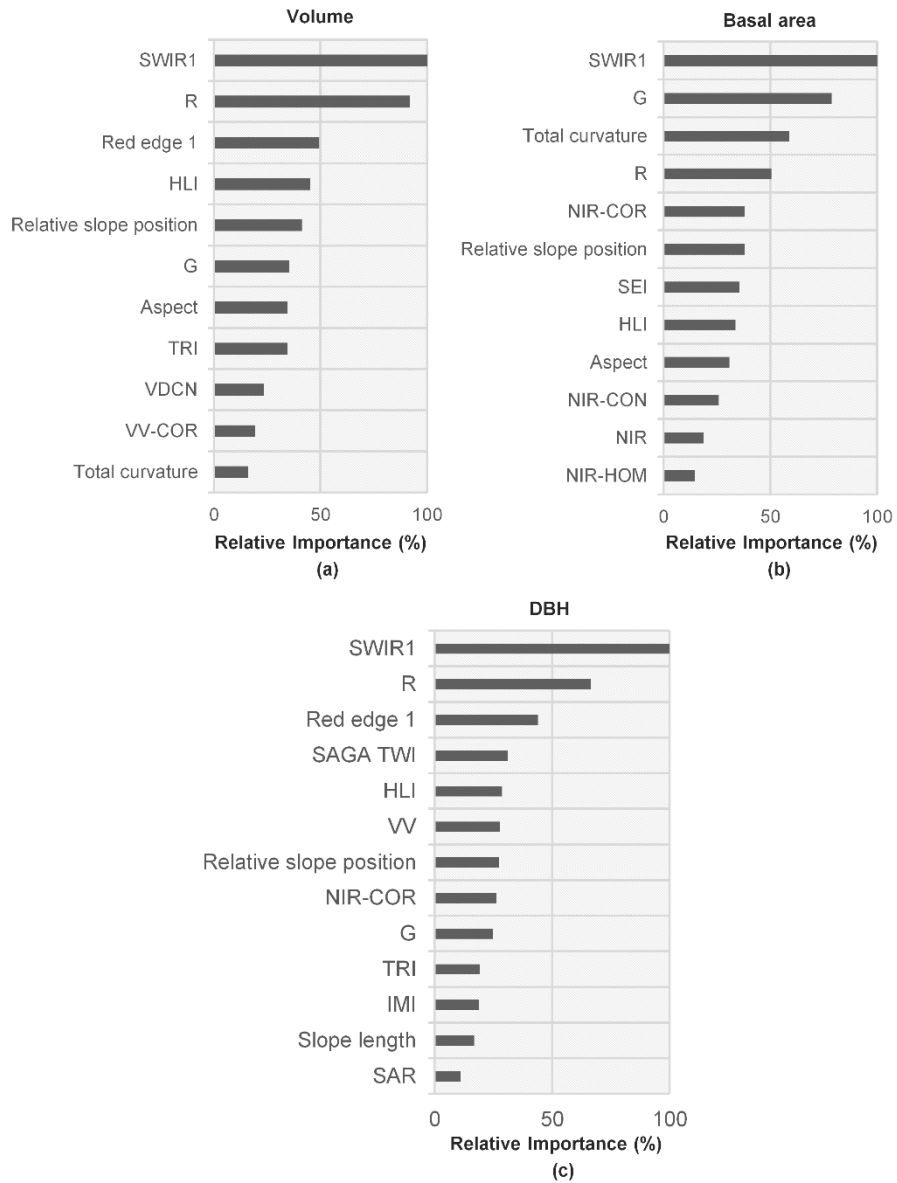 Volume
SWIR1
R
Red edge 1
HLI
Relative slope position
G
Aspect
TRI
VDCN
VV-COR
Total curvature
0 50 100
Relative Importance (%)
(a)
Basal area
SWIR1
G
Total curvature
R
NIR-COR
Relative slope position
SEI
HLI
Aspect
NIR-CON
NIR
NIR-HOM
0 50 100
Relative Importance (%)
(b)
DBH
SWIR1
R
Red edge 1
SAGA TWI
HLI
VV
Relative slope position
NIR-COR
G
TRI
IMI
Slope length
SAR
0 50 100
Relative Importance (%)
(c)